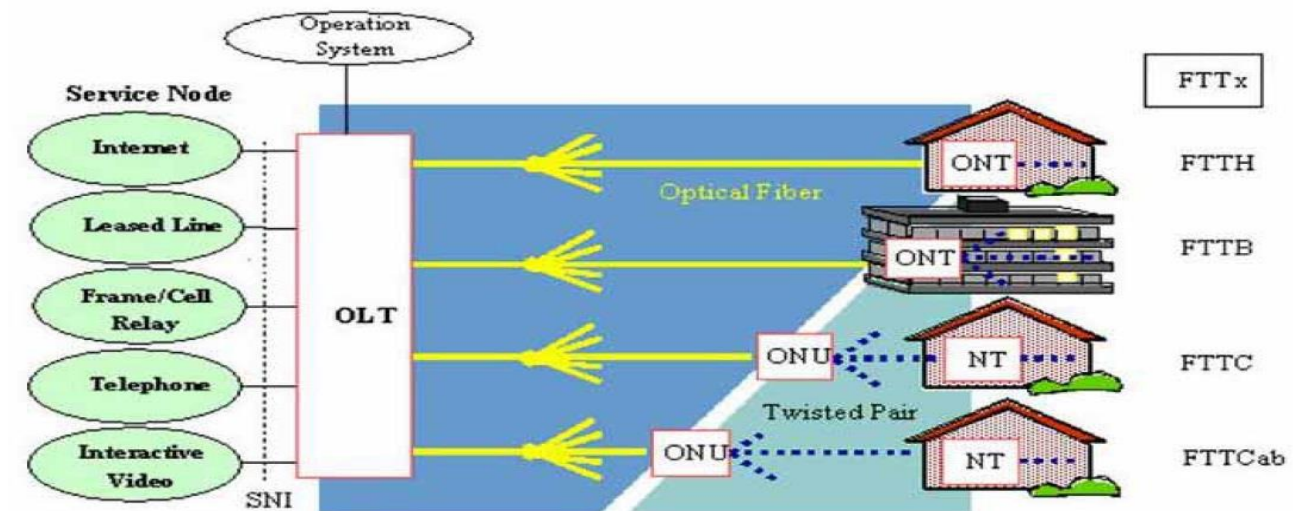 Operation
System
Service Node
FTTx
Internet
ONT
FTTH
Optical Fiber
Leased Line
ONT
FTTB
Frame/Cell
Relay
OLT
ONU
NT
FTTC
Telephone
Twisted Pair
Interactive
Video
ONU
NT
FTTCab
SNI